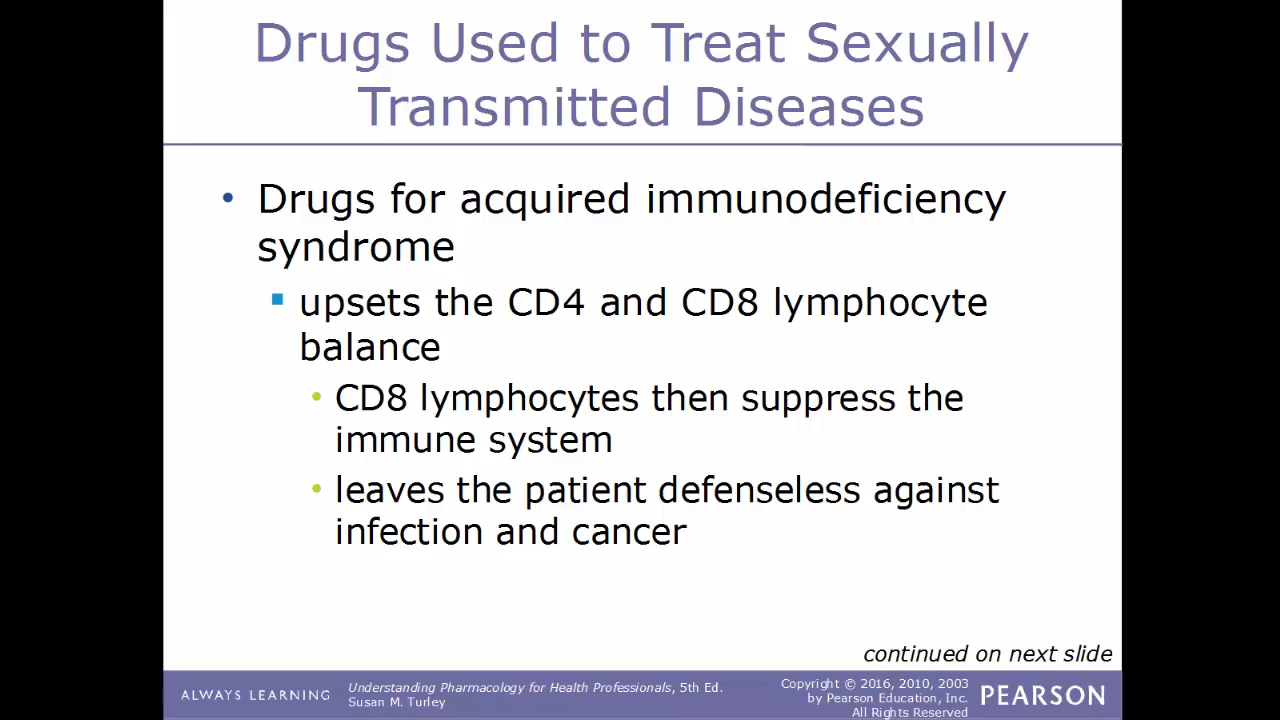 Drugs Used to Treat Sexually
Transmitted Diseases
• Drugs for acquired immunodeficiency
syndrome
▪ upsets the CD4 and CD8 lymphocyte
balance
• CD8 lymphocytes then suppress the
immune system
• leaves the patient defenseless against
infection and cancer
continued on next slide
ALWAYS LEARNING
Understanding Pharmacology for Health Professionals, 5th Ed.
Susan M. Turley
Copyright © 2016, 2010, 2003
by Pearson Education, Inc.
All Rights Reserved
PEARSON